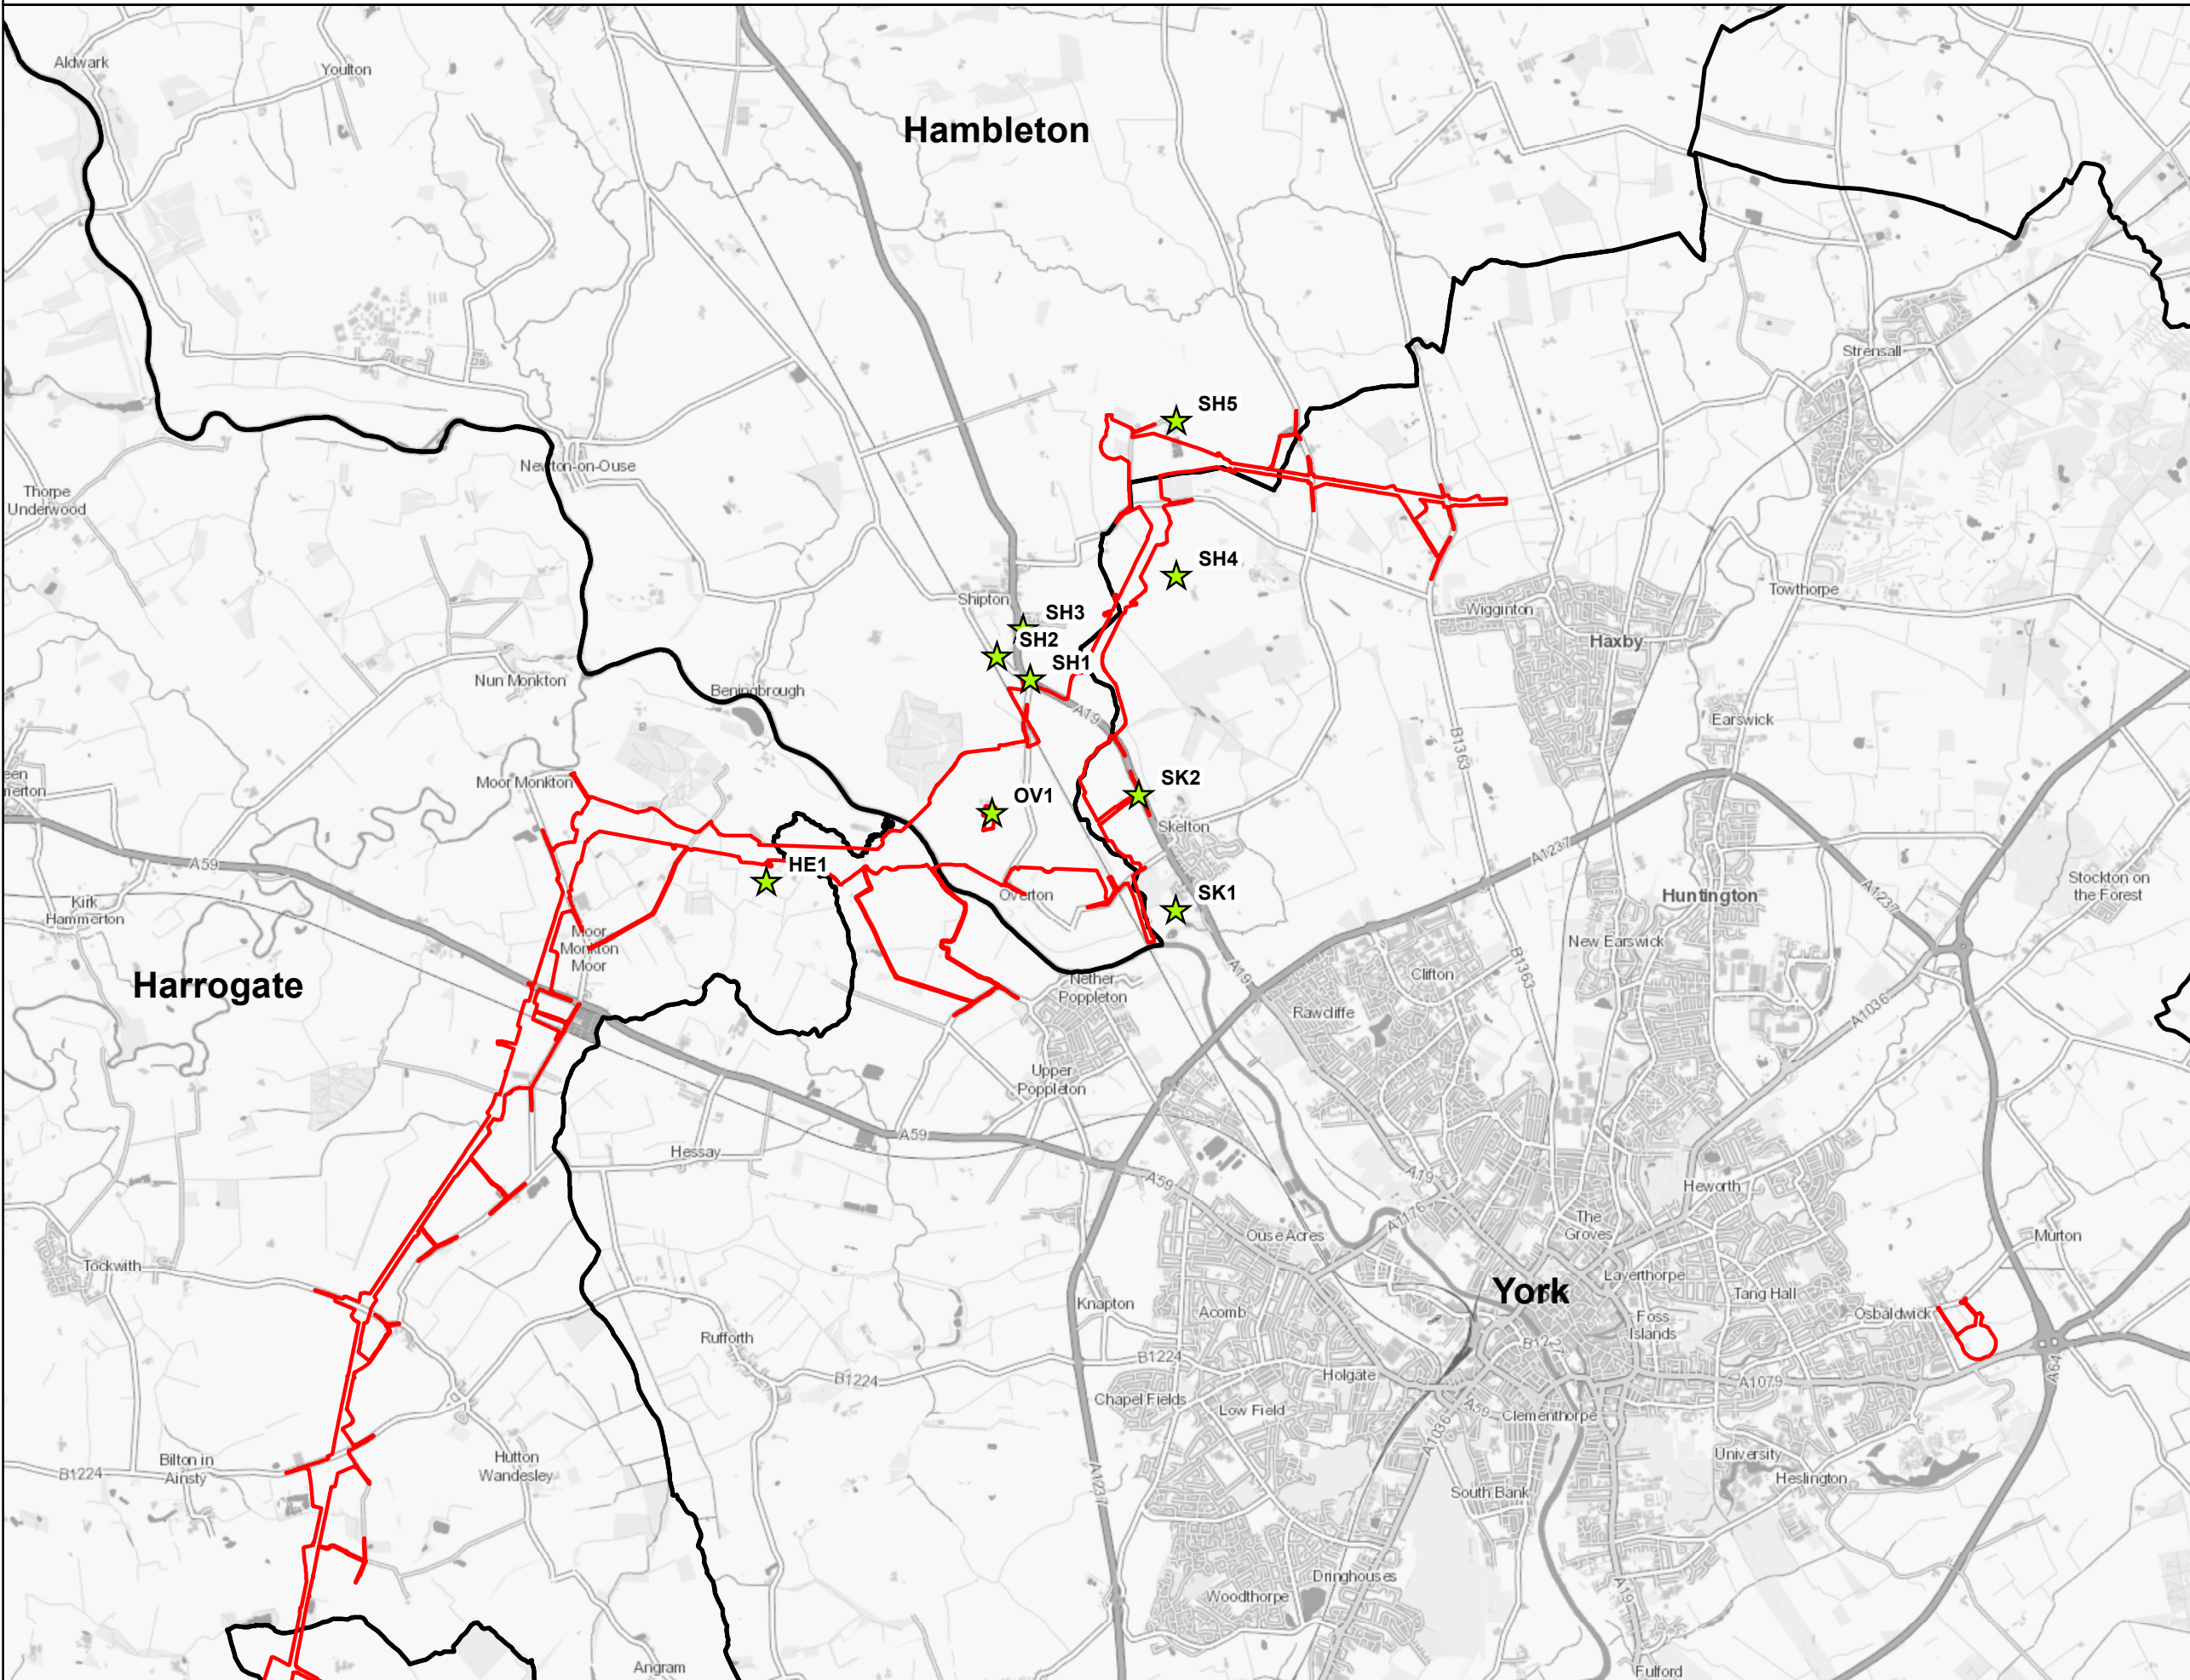 Aldwark
Youlton
Hambleton
Strensall
SH5
Newton-on-Ouse
Thorpe
Underwood
SH4
Towthorpe
Shipton
SH3
Wigginton
SH2
Haxby
SH1
Nun Monkton
Beningbrough
A19
Earswick
B1363
een
merton
Moor Monkton
SK2
OV1
Skelton
A59
HE1
A1237
Kirk
Hammerton
Overton
SK1
Huntington
A1237
Stockton on
the Forest
Moor
Monkton
Moor
New Earswick
Harrogate
Nether
Poppleton
A19
Clifton
B1363
Rawcliffe
A1036
Upper
Poppleton
Hessay
A59
A59
A19
Heworth
A1176
The
Groves
Ouse Acres
Murton
Tockwith
Layerthorpe
York
Tang Hall
Knapton
Acomb
Foss
Islands
Osbaldwick
Rufforth
B1224
Holgate
A1079
A64
B1224
Chapel Fields
Low Field
A59
Clementhorpe
A1036
Bilton in
Ainsty
B1224
Hutton
Wandesley
University
Heslington
A1237
South Bank
Dringhouses
Woodthorpe
A19
Angram
Fulford